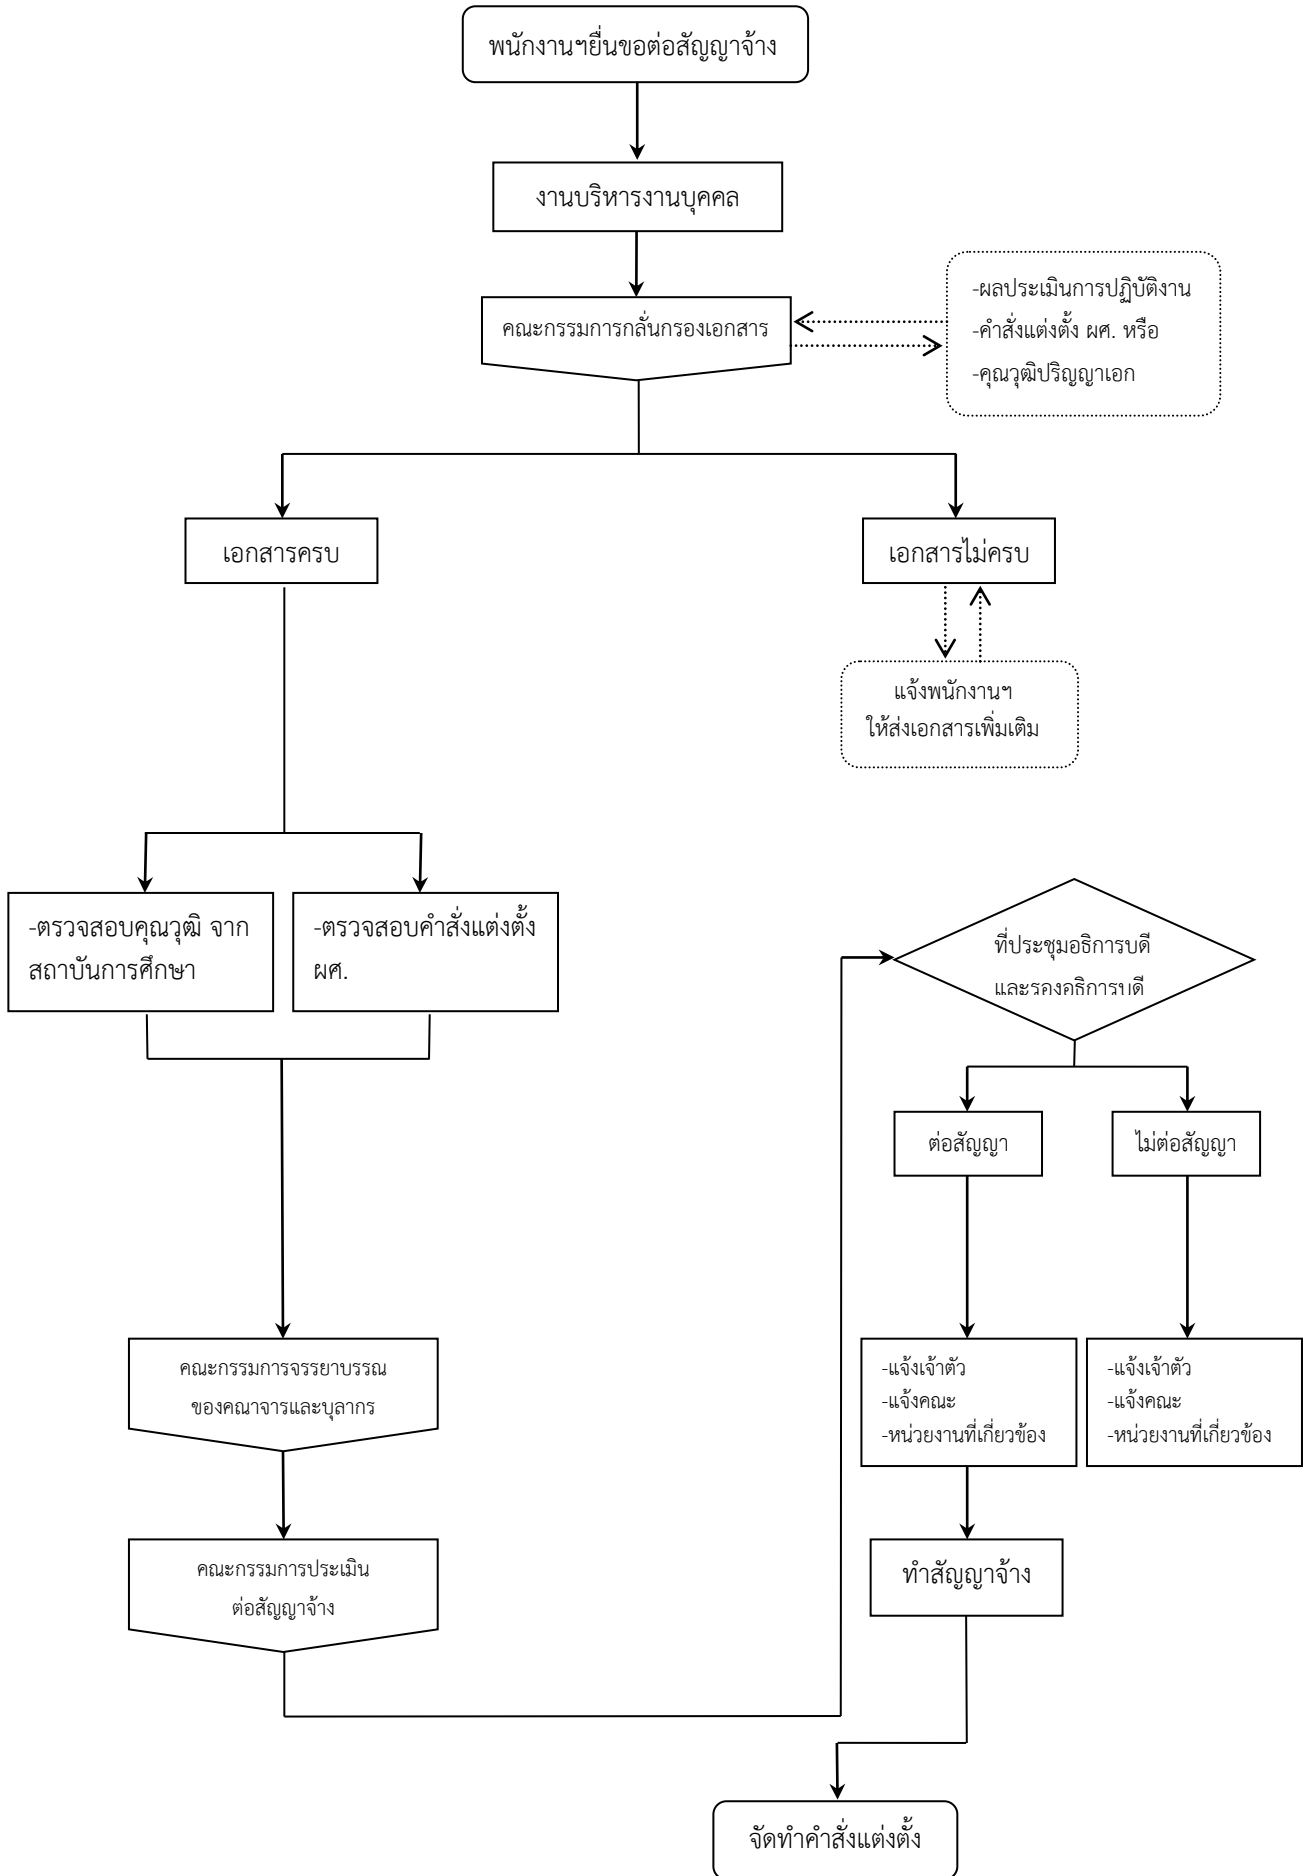 พนักงานฯยื่นขอต่อสัญญาจ้าง
งานบริหารงานบุคคล
คณะกรรมการกลั่นกรองเอกสาร
-ผลประเมินการปฏิบัติงาน
-คำสั่งแต่งตั้ง ผศ. หรือ
-คุณวุฒิปริญญาเอก
เอกสารครบ
เอกสารไม่ครบ
แจ้งพนักงานฯ
ให้ส่งเอกสารเพิ่มเติม
-ตรวจสอบคุณวุฒิ จาก
สถาบันการศึกษา
-ตรวจสอบคำสั่งแต่งตั้ง
ผศ.
ที่ประชุมอธิการบดี
และรองอธิการบดี
ต่อสัญญา
ไม่ต่อสัญญา
คณะกรรมการจรรยาบรรณ
ของคณาจารและบุลากร
-แจ้งเจ้าตัว
-แจ้งคณะ
-หน่วยงานที่เกี่ยวข้อง
-แจ้งเจ้าตัว
-แจ้งคณะ
-หน่วยงานที่เกี่ยวข้อง
คณะกรรมการประเมิน
ต่อสัญญาจ้าง
ทำสัญญาจ้าง
จัดทำคำสั่งแต่งตั้ง